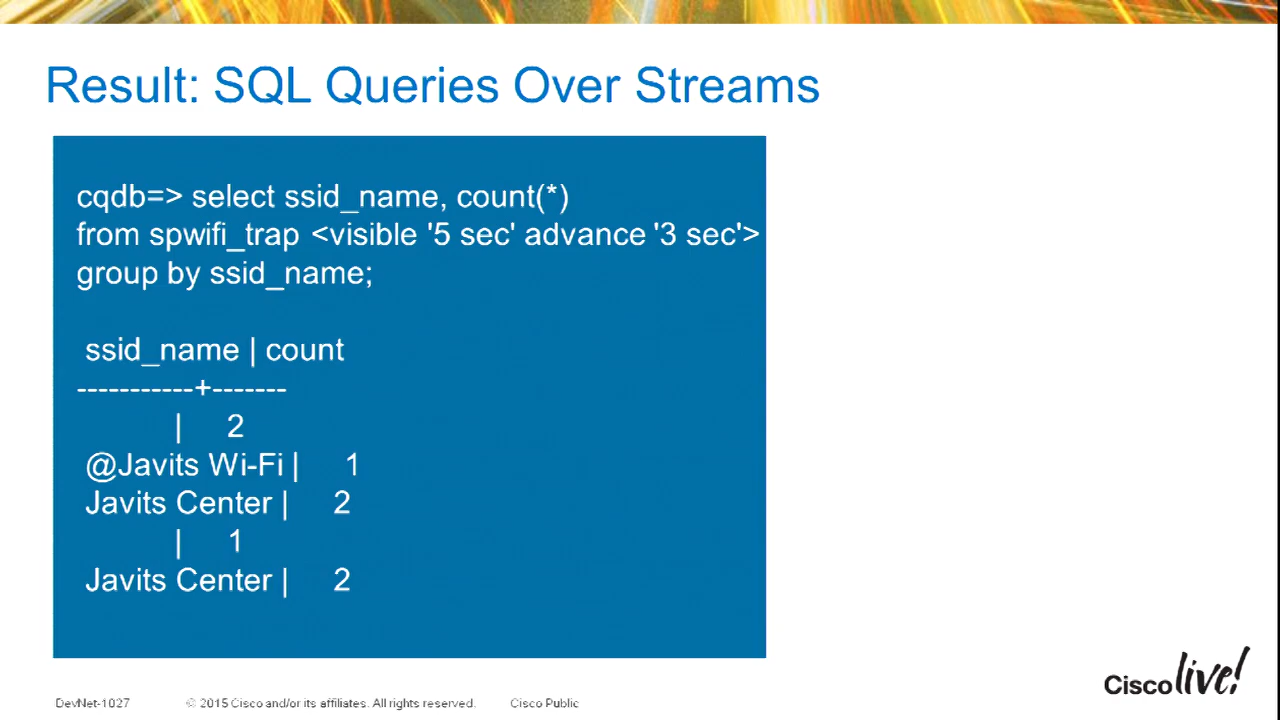 Result: SQL Queries Over Streams
cqdb=> select ssid_name, count(*)
from spwifi_trap <visible '5 sec' advance '3 sec'>
group by ssid_name;
ssid_name | count
-----------+-------
| 2
@Javits Wi-Fi | 1
Javits Center | 2
| 1
Javits Center | 2
DevNet-1027 © 2015 Cisco and/or its affiliates. All rights reserved. Cisco Public
Cisco live!